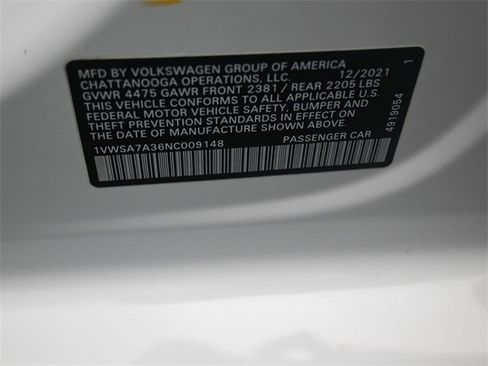 MFD BY VOLKSWAGEN GROUP OF AMERICA
CHATTANOOGA OPERATIONS, LLC. 12/2021
GVWR 4475 GAWR FRONT 2381 / REAR 2205 LBS
THIS VEHICLE CONFORMS TO ALL APPLICABLE U.S.
FEDERAL MOTOR VEHICLE SAFETY, BUMPER AND
THEFT PREVENTION STANDARDS IN EFFECT ON
THE DATE OF MANUFACTURE SHOWN ABOVE.
1VWSA7A36NC009148 PASSENGER CAR
4919054 1